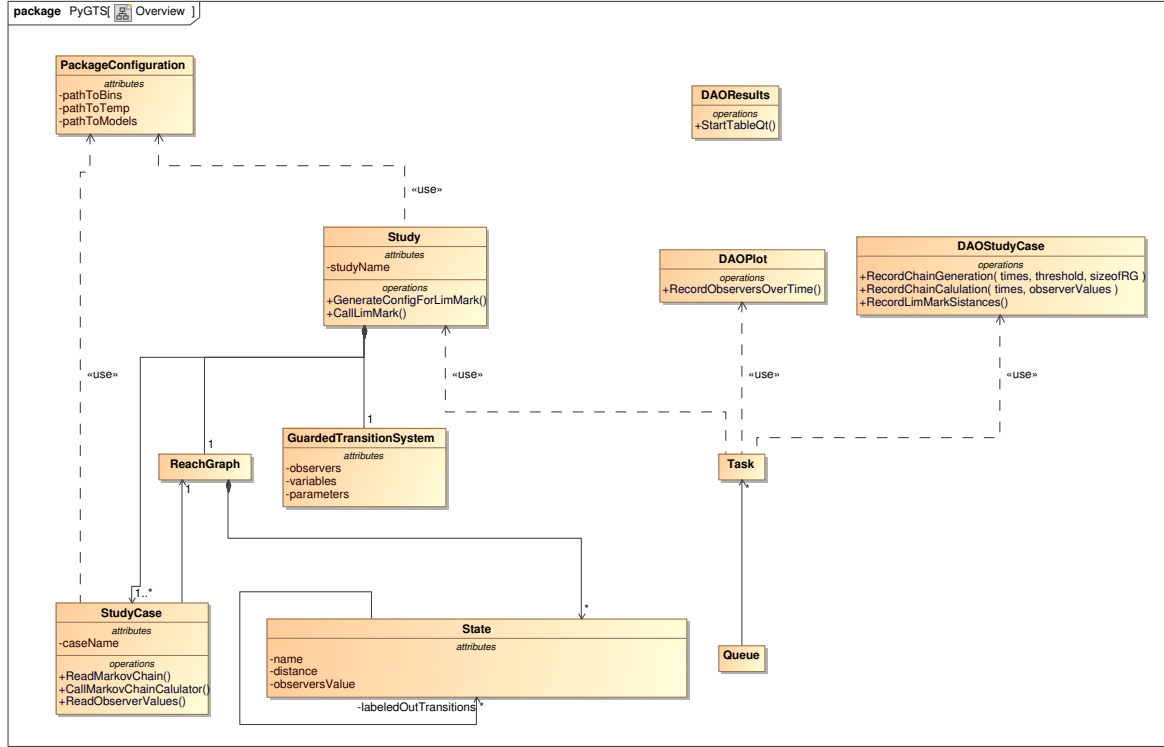 package PyGTS[ Overview ]
PackageConfiguration
attributes
-pathToBins
-pathToTemp
-pathToModels
DAOResults
operations
+StartTableQt()
«use»
Study
attributes
-studyName
operations
+GenerateConfigForLimMark()
+CallLimMark()
DAOPlot
operations
+RecordObserversOverTime()
DAOStudyCase
operations
+RecordChainGeneration( times, threshold, sizeofRG )
+RecordChainCalulation( times, observerValues )
+RecordLimMarkSistances()
«use»
«use»
«use»
«use»
1
1
GuardedTransitionSystem
attributes
-observers
-variables
-parameters
ReachGraph
1
Task
*
1..*
StudyCase
attributes
-caseName
operations
+ReadMarkovChain()
+CallMarkovChainCalulator()
+ReadObserverValues()
*
State
attributes
-name
-distance
-observersValue
-labeledOutTransitions *
Queue